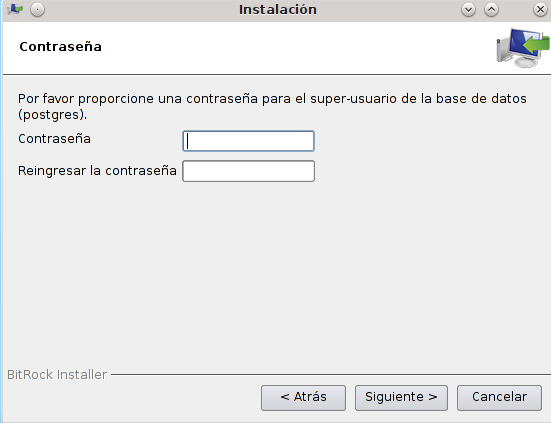 Instalación
Contraseña
Por favor proporcione una contraseña para el super-usuario de la base de datos
(postgres).
Contraseña
Reingresar la contraseña
BitRock Installer
< Atrás
Siguiente >
Cancelar